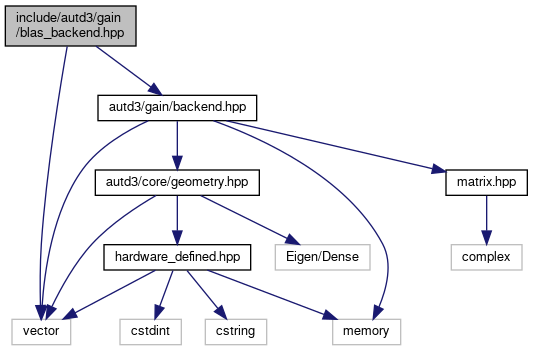 include/autd3/gain
/blas_backend.hpp
autd3/gain/backend.hpp
autd3/core/geometry.hpp
matrix.hpp
hardware_defined.hpp
Eigen/Dense
complex
vector
cstdint
cstring
memory